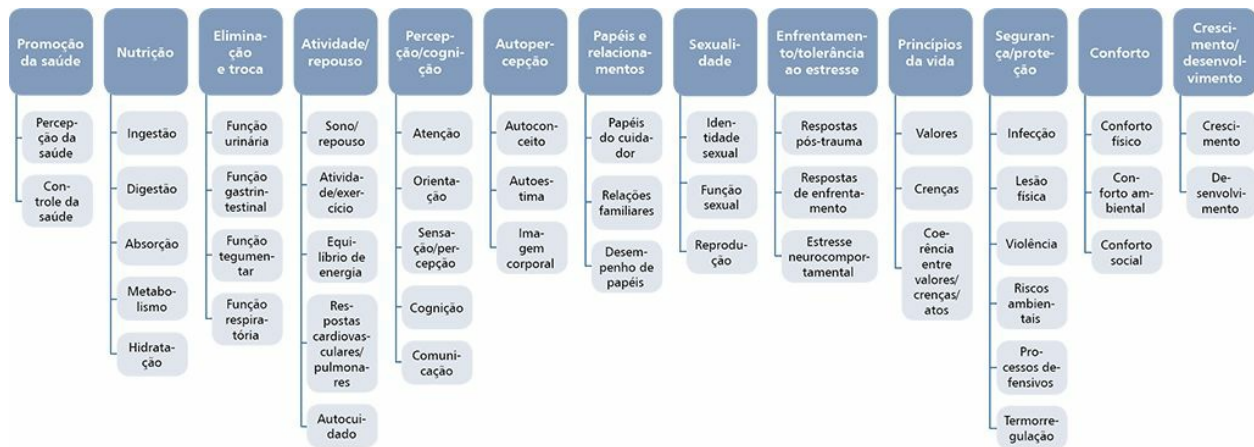 Promoção
da saúde
Percep-
ção da
saúde
Con-
trole da
saúde
Nutrição
Ingestão
Digestão
Absorção
Metabo-
lismo
Hidrata-
ção
Elimina-
ção
e troca
Função
urinária
Função
gastrin-
testinal
Função
tegumen-
tar
Função
respira-
tória
Atividade/
repouso
Sono/
repouso
Ativida-
de/exer-
cício
Equi-
líbrio de
energia
Res-
postas
cardiovas-
culares/
pulmona-
res
Autocui-
dado
Percep-
ção/cog-
nição
Atenção
Orien-
tação
Sensa-
ção/per-
cepção
Cognição
Comuni-
cação
Autoper-
cepção
Autocon-
ceito
Autoes-
tima
Ima-
gem
corporal
Papéis e
relaciona-
mentos
Papéis
do cuida-
dor
Relações
familiares
Desem-
penho de
papéis
Sexuali-
dade
Iden-
tidade
sexual
Função
sexual
Reprodu-
ção
Enfrentamen-
to/tolerância
ao estresse
Respostas
pós-trauma
Respostas
de enfrenta-
mento
Estresse
neurocompor-
tamental
Princípios
da vida
Valores
Crenças
Coe-
rência
entre
valores/
crenças/
atos
Seguran-
ça/prote-
ção
Infecção
Lesão
física
Violência
Riscos
ambien-
tais
Pro-
cessos de-
fensivos
Termorre-
gulação
Conforto
Conforto
físico
Con-
forto am-
biental
Conforto
social
Cresci-
mento/
desenvol-
vimento
Cresci-
mento
De-
senvolvi-
mento